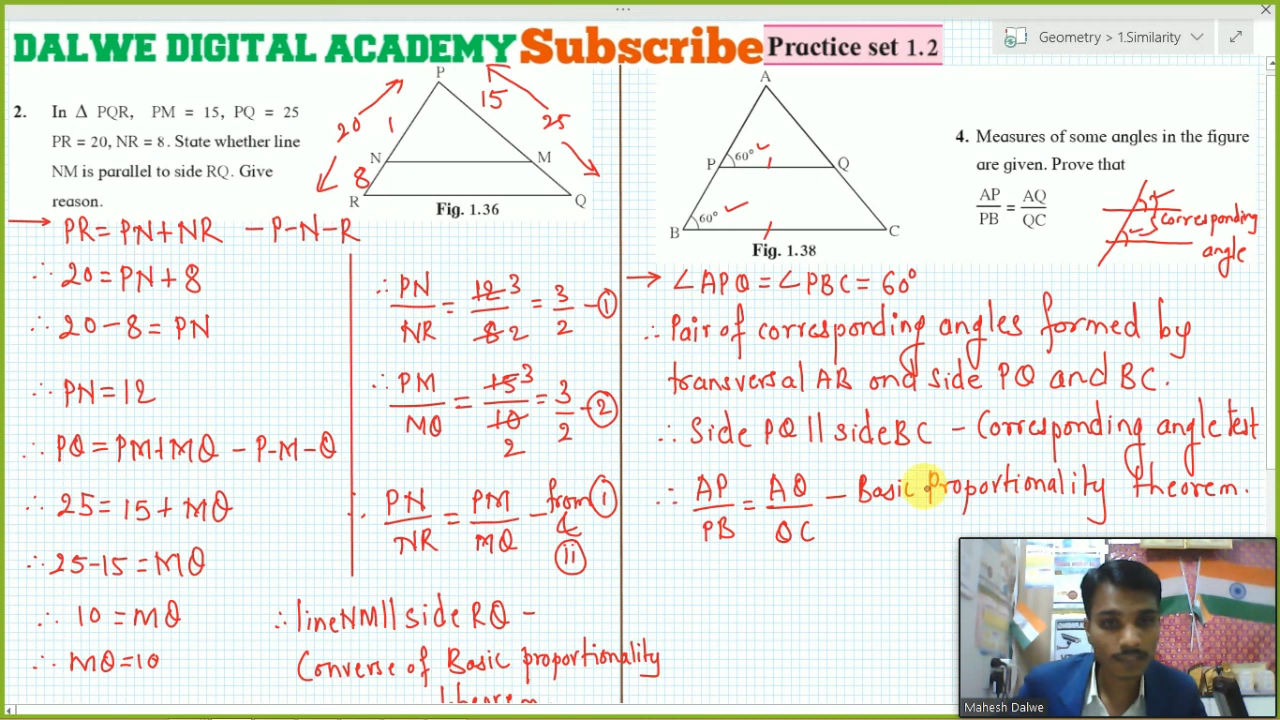 DALWE DIGITAL ACADEMY Subscribe Practice set 1.2
Geometry > 1.Similarity
2. In Δ PQR, PM = 15, PQ = 25
PR = 20, NR = 8. State whether line
NM is parallel to side RQ. Give
reason.
P
15
20
25
1
N
M
8
R
Q
Fig. 1.36
PR = PN + NR - P-N-R
∴ 20 = PN + 8
∴ 20 - 8 = PN
∴ PN = 12
∴ PQ = PM + MQ - P-M-Q
∴ 25 = 15 + MQ
∴ 25 - 15 = MQ
∴ 10 = MQ
∴ MQ = 10
∴ PN/NR = 12/8 3/2 = 3/2 - 1
∴ PM/MQ = 15/10 3/2 = 3/2 - 2
∴ PN/NR = PM/MQ - from i & ii
∴ line NM || side RQ -
Converse of Basic proportionality
theorem
A
P 60° Q
B 60° C
Fig. 1.38
4. Measures of some angles in the figure
are given. Prove that
AP/PB = AQ/QC
corresponding
angle
∠APQ = ∠PBC = 60°
∴ Pair of corresponding angles formed by
transversal AB and side PQ and BC.
∴ Side PQ || side BC - Corresponding angle test
∴ AP/PB = AQ/QC - Basic Proportionality theorem.
Mahesh Dalwe